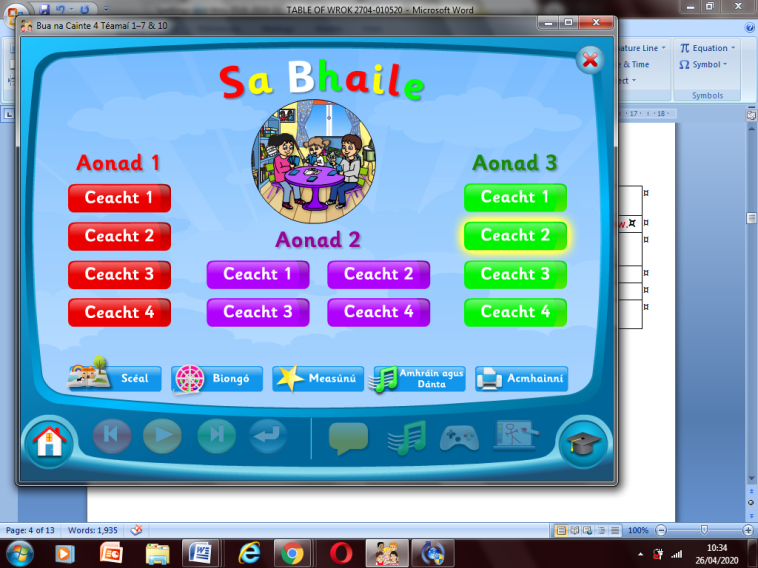 TABLE OF WROK 2704-010520 - Microsoft Word
Bua na Cainte 4 Téamaí 1–7 & 10
ature Line
Equation
& Time
Symbol
ect
Symbols
17 18
Sa Bhaile
Aonad 1
Ceacht 1
Ceacht 2
Ceacht 3
Ceacht 4
Aonad 2
Ceacht 1
Ceacht 2
Ceacht 3
Ceacht 4
Aonad 3
Ceacht 1
Ceacht 2
Ceacht 3
Ceacht 4
w.¤
¤
¤
¤
¤
¤
¤
Scéal
Biongó
Measúnú
Amhráin agus
Dánta
Acmhainní
Page: 4 of 13
Words: 1,935
100%
10:34
26/04/2020